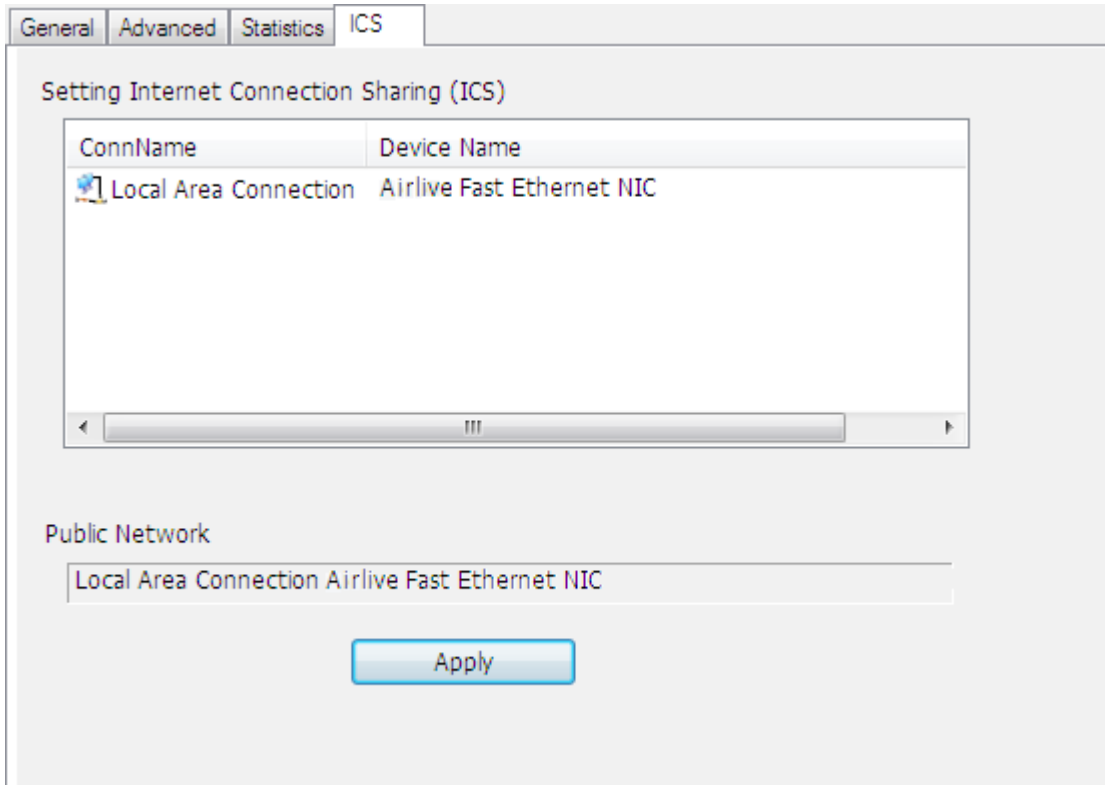 General Advanced Statistics ICS
Setting Internet Connection Sharing (ICS)
ConnName Device Name
Local Area Connection Airlive Fast Ethernet NIC
Public Network
Local Area Connection Airlive Fast Ethernet NIC
Apply